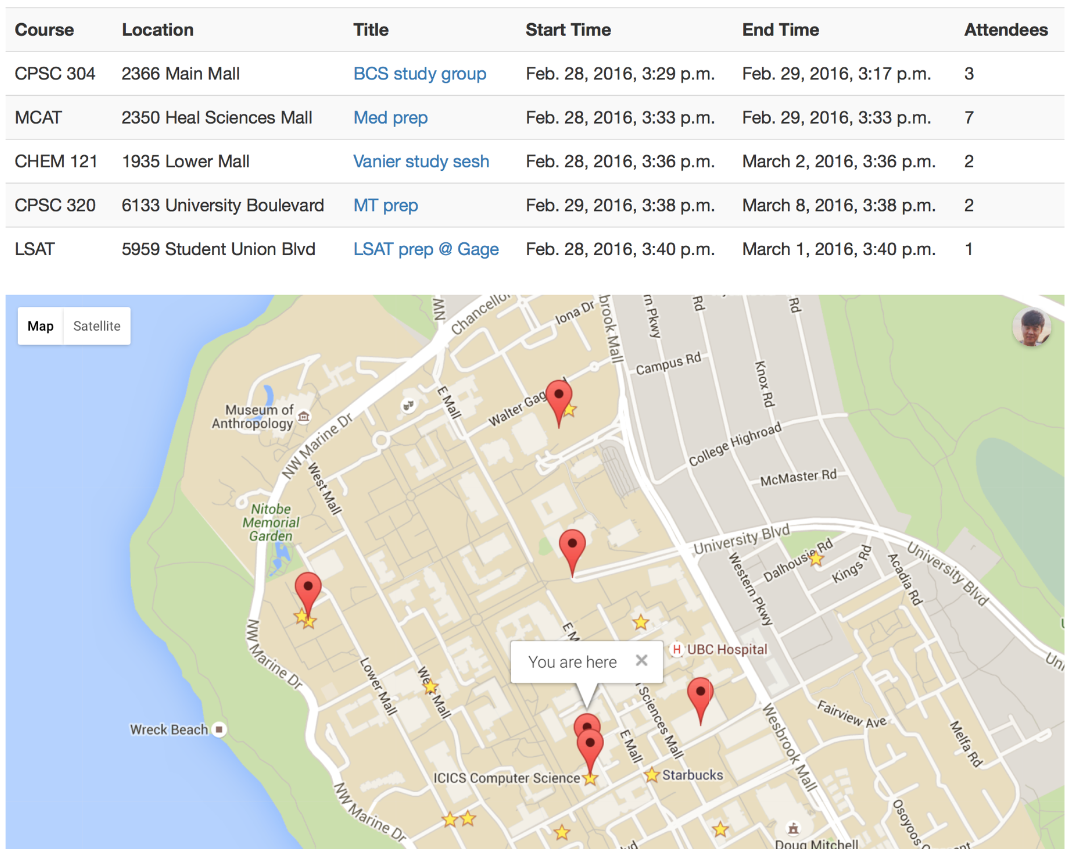 Course Location Title Start Time End Time Attendees
CPSC 304 2366 Main Mall BCS study group Feb. 28, 2016, 3:29 p.m. Feb. 29, 2016, 3:17 p.m. 3
MCAT 2350 Heal Sciences Mall Med prep Feb. 28, 2016, 3:33 p.m. Feb. 29, 2016, 3:33 p.m. 7
CHEM 121 1935 Lower Mall Vanier study sesh Feb. 28, 2016, 3:36 p.m. March 2, 2016, 3:36 p.m. 2
CPSC 320 6133 University Boulevard MT prep Feb. 29, 2016, 3:38 p.m. March 8, 2016, 3:38 p.m. 2
LSAT 5959 Student Union Blvd LSAT prep @ Gage Feb. 28, 2016, 3:40 p.m. March 1, 2016, 3:40 p.m. 1
Map Satellite
NW
Chancello
Iona Dr
brook Mall
n Pkwy
Rd
Rd
Campus Rd
Knox Rd
E Mall
Walter Gag
Museum of
Anthropology
NW Marine Dr
College Highroad
McMaster Rd
West Mall
Nitobe
Memorial
Garden
University Blvd
Dalhousie Rd
Kings Rd
Acadia Rd
University Blvd
Western Pkwy
NW Marine Dr
E M
You are here
H UBC Hospital
Uni
Lower Mall
West Mall
Sciences Mall
E Mall
Wreck Beach
Fairview Ave
Wesbrook Mall
Melfa Rd
ICICS Computer Science
Starbucks
NW Marine Dr
Osoyoos C
Doug Mitchell